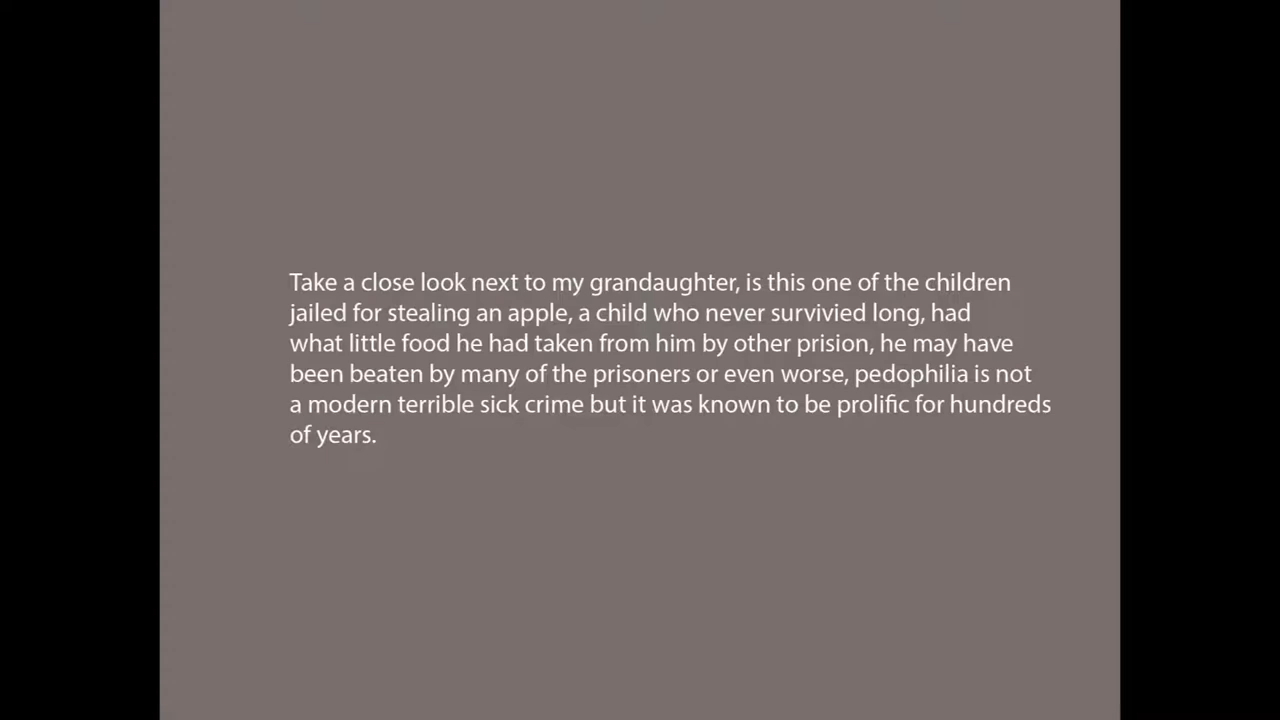 Take a close look next to my grandaughter, is this one of the children
jailed for stealing an apple, a child who never survivied long, had
what little food he had taken from him by other prision, he may have
been beaten by many of the prisoners or even worse, pedophilia is not
a modern terrible sick crime but it was known to be prolific for hundreds
of years.